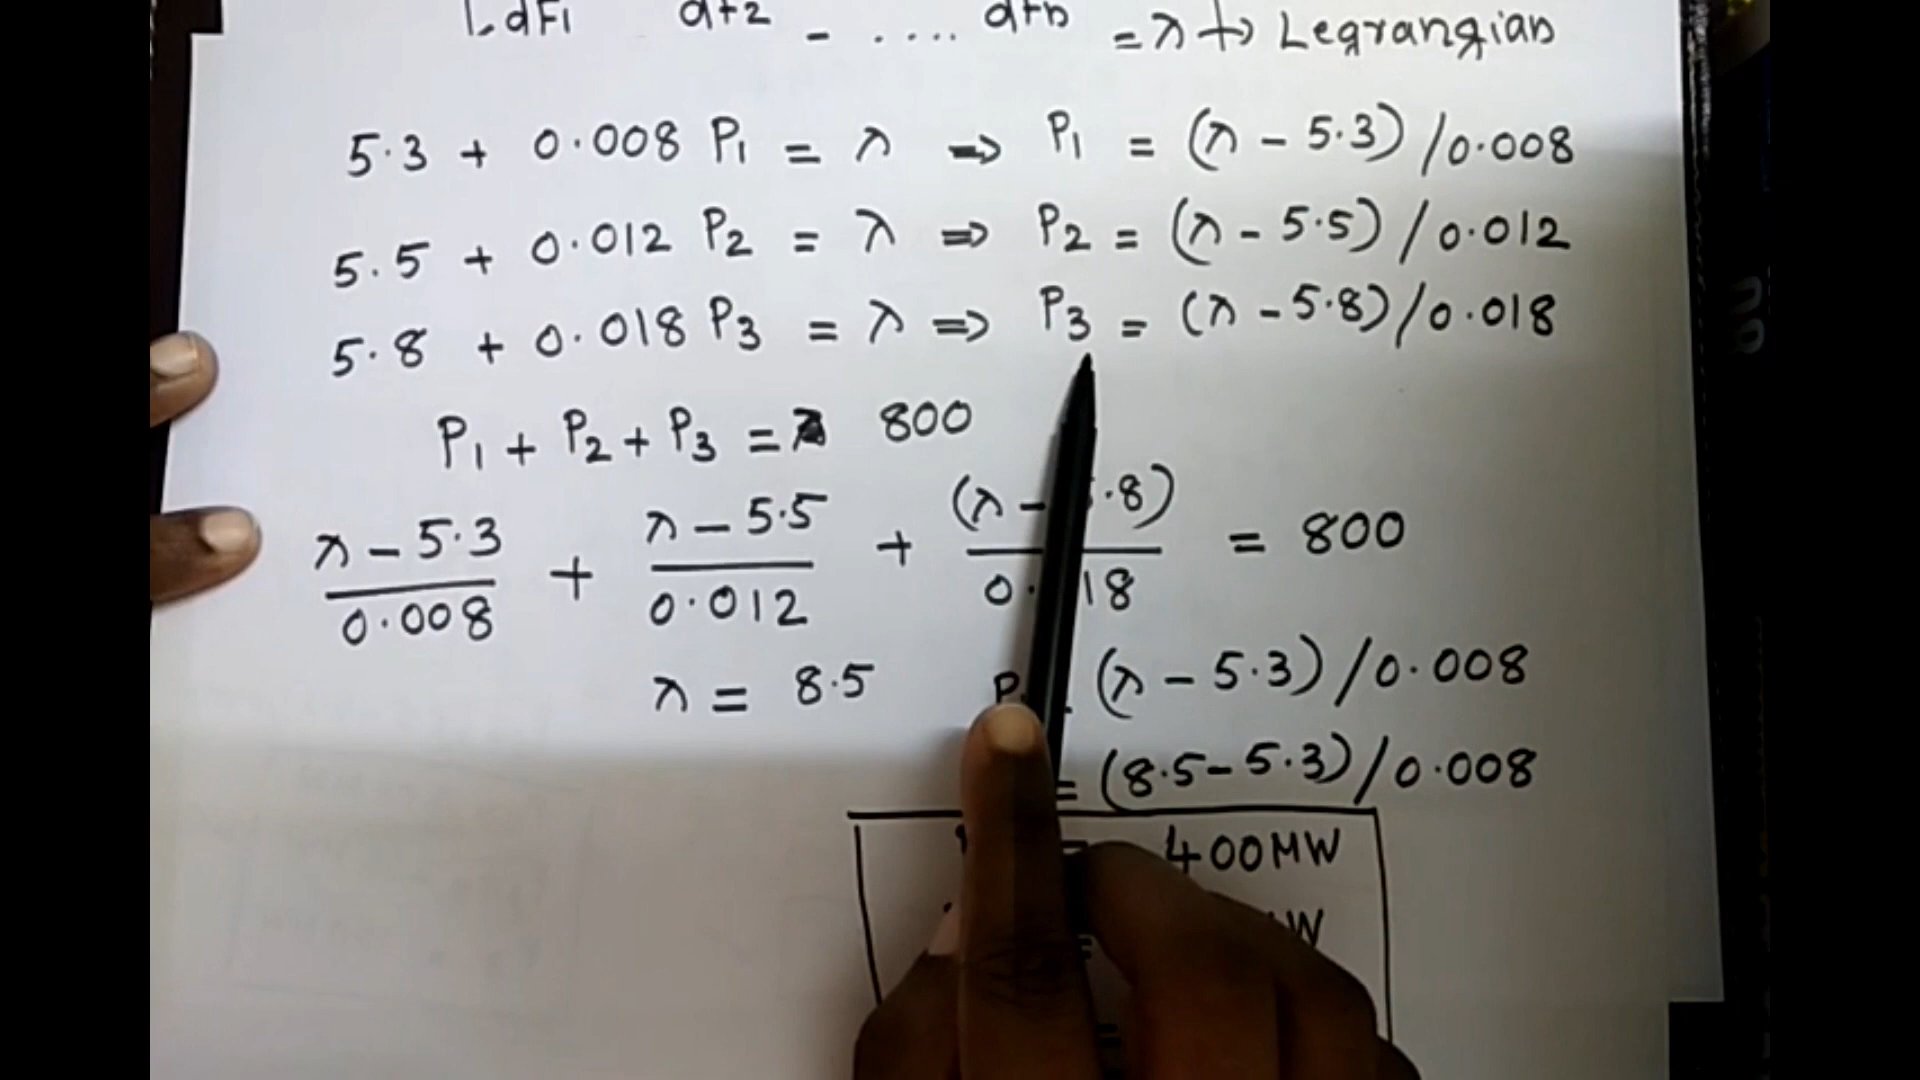 = λ → Legrangian
5.3 + 0.008 P1 = λ ⇒ P1 = (λ - 5.3) / 0.008
5.5 + 0.012 P2 = λ ⇒ P2 = (λ - 5.5) / 0.012
5.8 + 0.018 P3 = λ ⇒ P3 = (λ - 5.8) / 0.018
P1 + P2 + P3 = 800
λ - 5.3 / 0.008 + λ - 5.5 / 0.012 + (λ - .8) / 0. 18 = 800
λ = 8.5 P (λ - 5.3) / 0.008
= (8.5 - 5.3) / 0.008
= 400MW
W